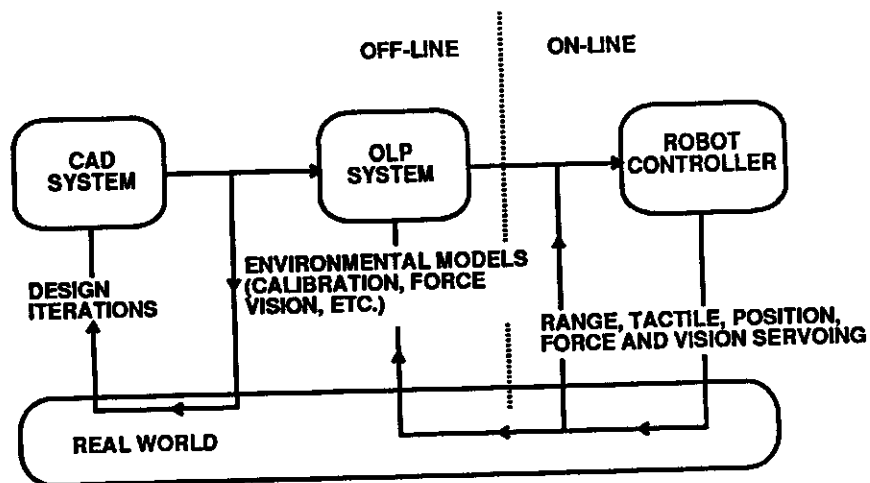 OFF-LINE
ON-LINE
CAD
SYSTEM
OLP
SYSTEM
ROBOT
CONTROLLER
DESIGN
ITERATIONS
ENVIRONMENTAL MODELS
(CALIBRATION, FORCE
VISION, ETC.)
RANGE, TACTILE, POSITION,
FORCE AND VISION SERVOING
REAL WORLD